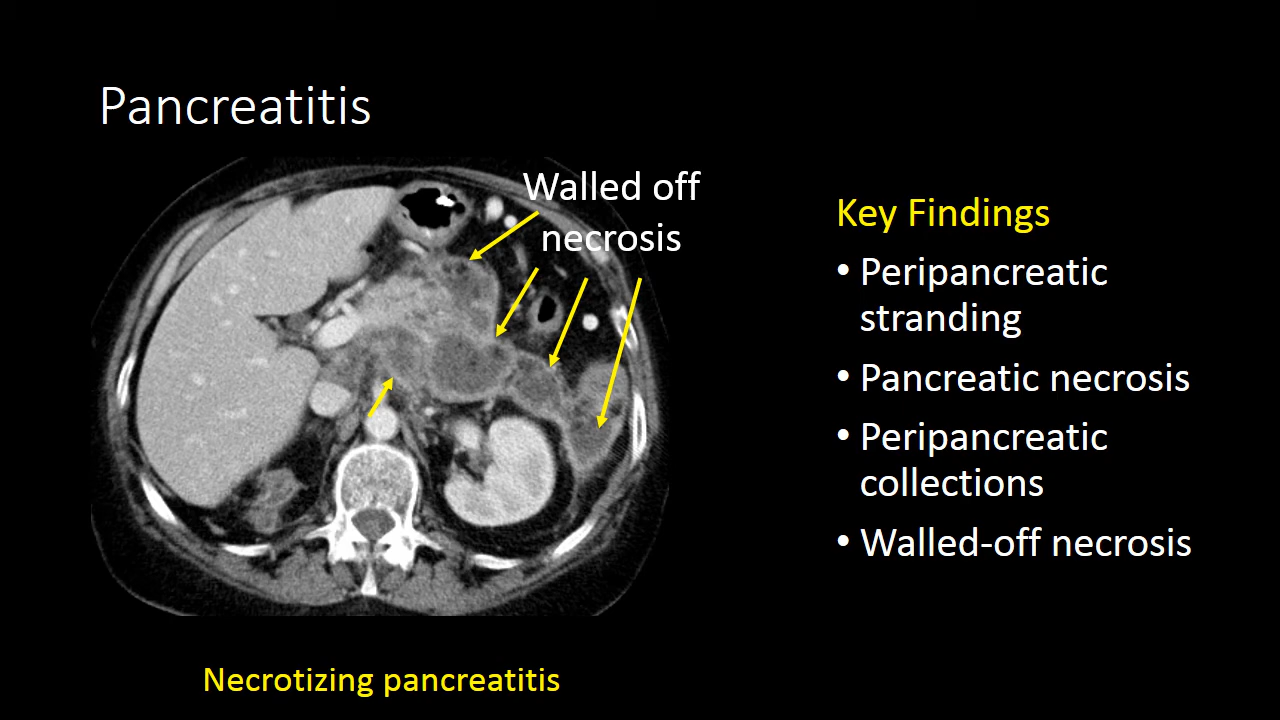 Pancreatitis
Walled off
necrosis
Key Findings
• Peripancreatic
stranding
• Pancreatic necrosis
• Peripancreatic
collections
• Walled-off necrosis
Necrotizing pancreatitis